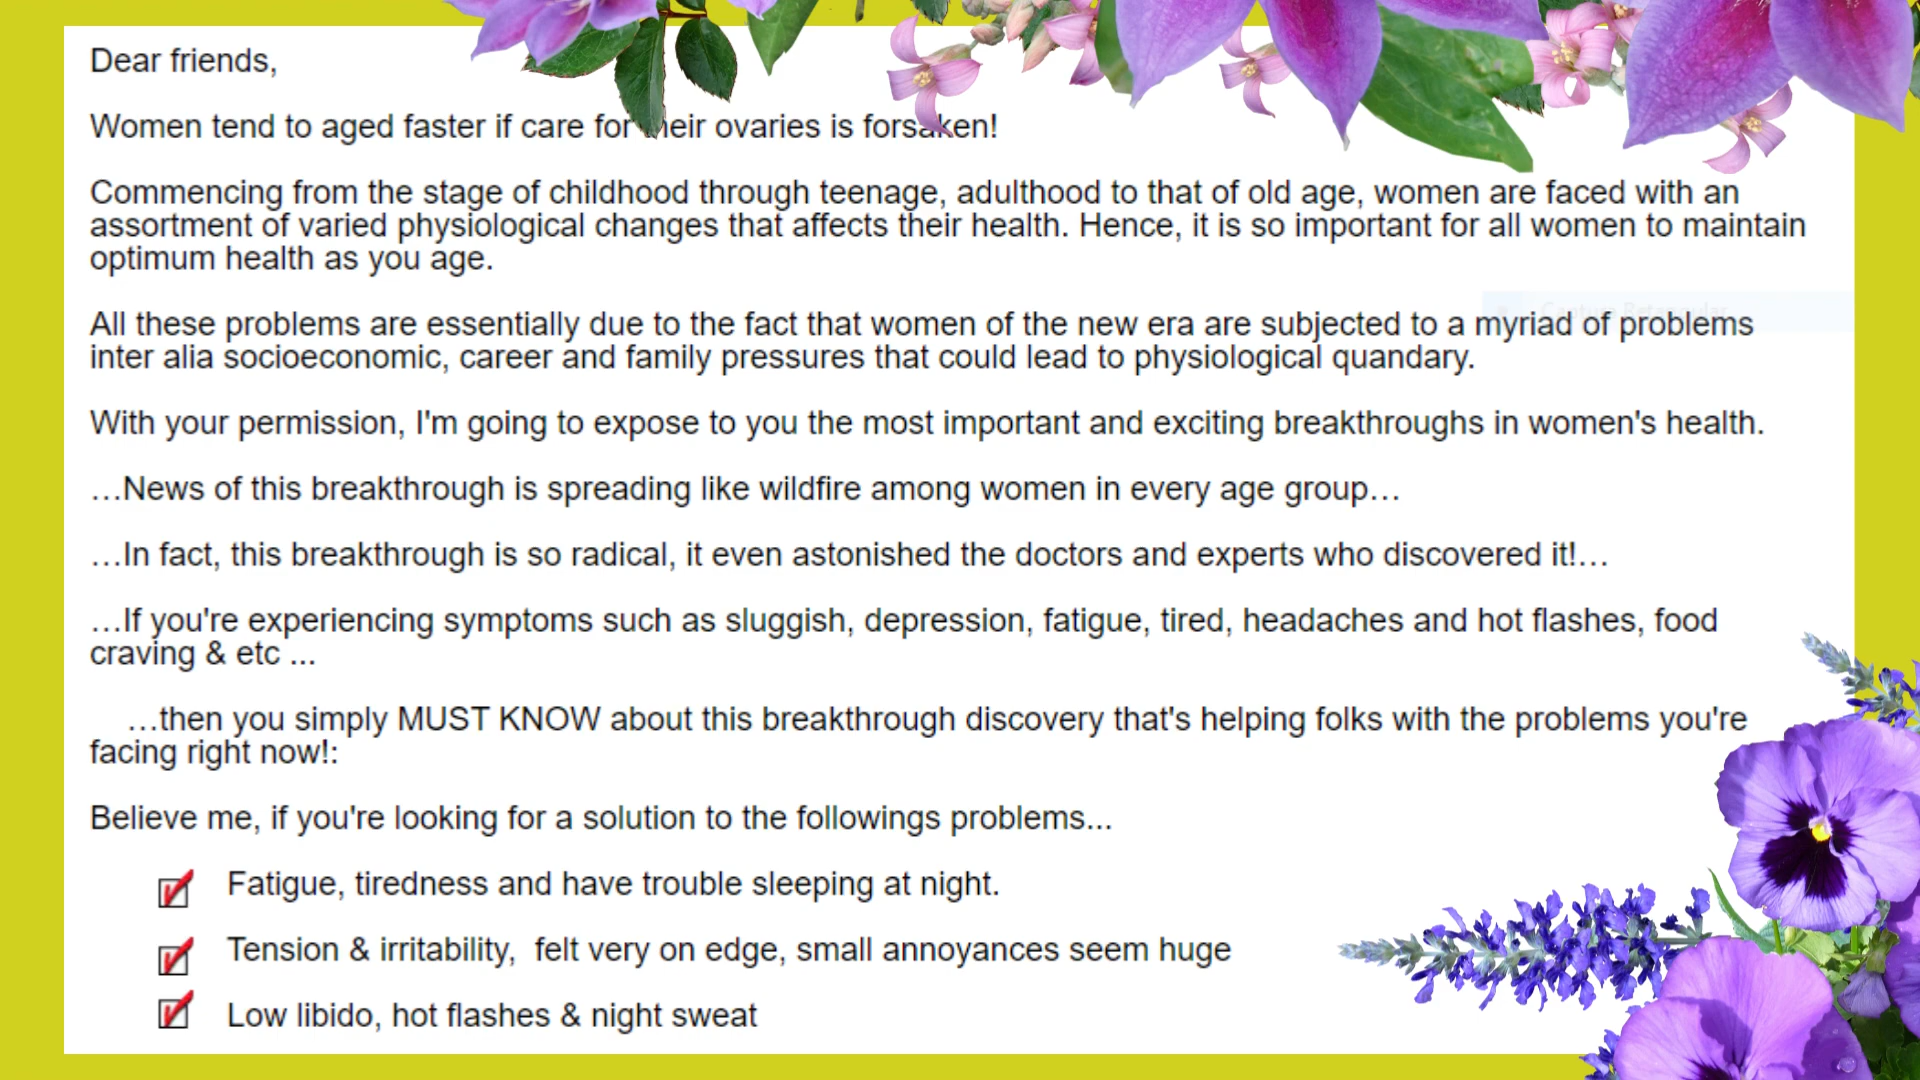 Dear friends,
Women tend to aged faster if care for their ovaries is forsaken!
Commencing from the stage of childhood through teenage, adulthood to that of old age, women are faced with an
assortment of varied physiological changes that affects their health. Hence, it is so important for all women to maintain
optimum health as you age.
All these problems are essentially due to the fact that women of the new era are subjected to a myriad of problems
inter alia socioeconomic, career and family pressures that could lead to physiological quandary.
With your permission, I'm going to expose to you the most important and exciting breakthroughs in women's health.
…News of this breakthrough is spreading like wildfire among women in every age group…
…In fact, this breakthrough is so radical, it even astonished the doctors and experts who discovered it!…
…If you're experiencing symptoms such as sluggish, depression, fatigue, tired, headaches and hot flashes, food
craving & etc ...
…then you simply MUST KNOW about this breakthrough discovery that's helping folks with the problems you're
facing right now!:
Believe me, if you're looking for a solution to the followings problems...
Fatigue, tiredness and have trouble sleeping at night.
Tension & irritability,  felt very on edge, small annoyances seem huge
Low libido, hot flashes & night sweat